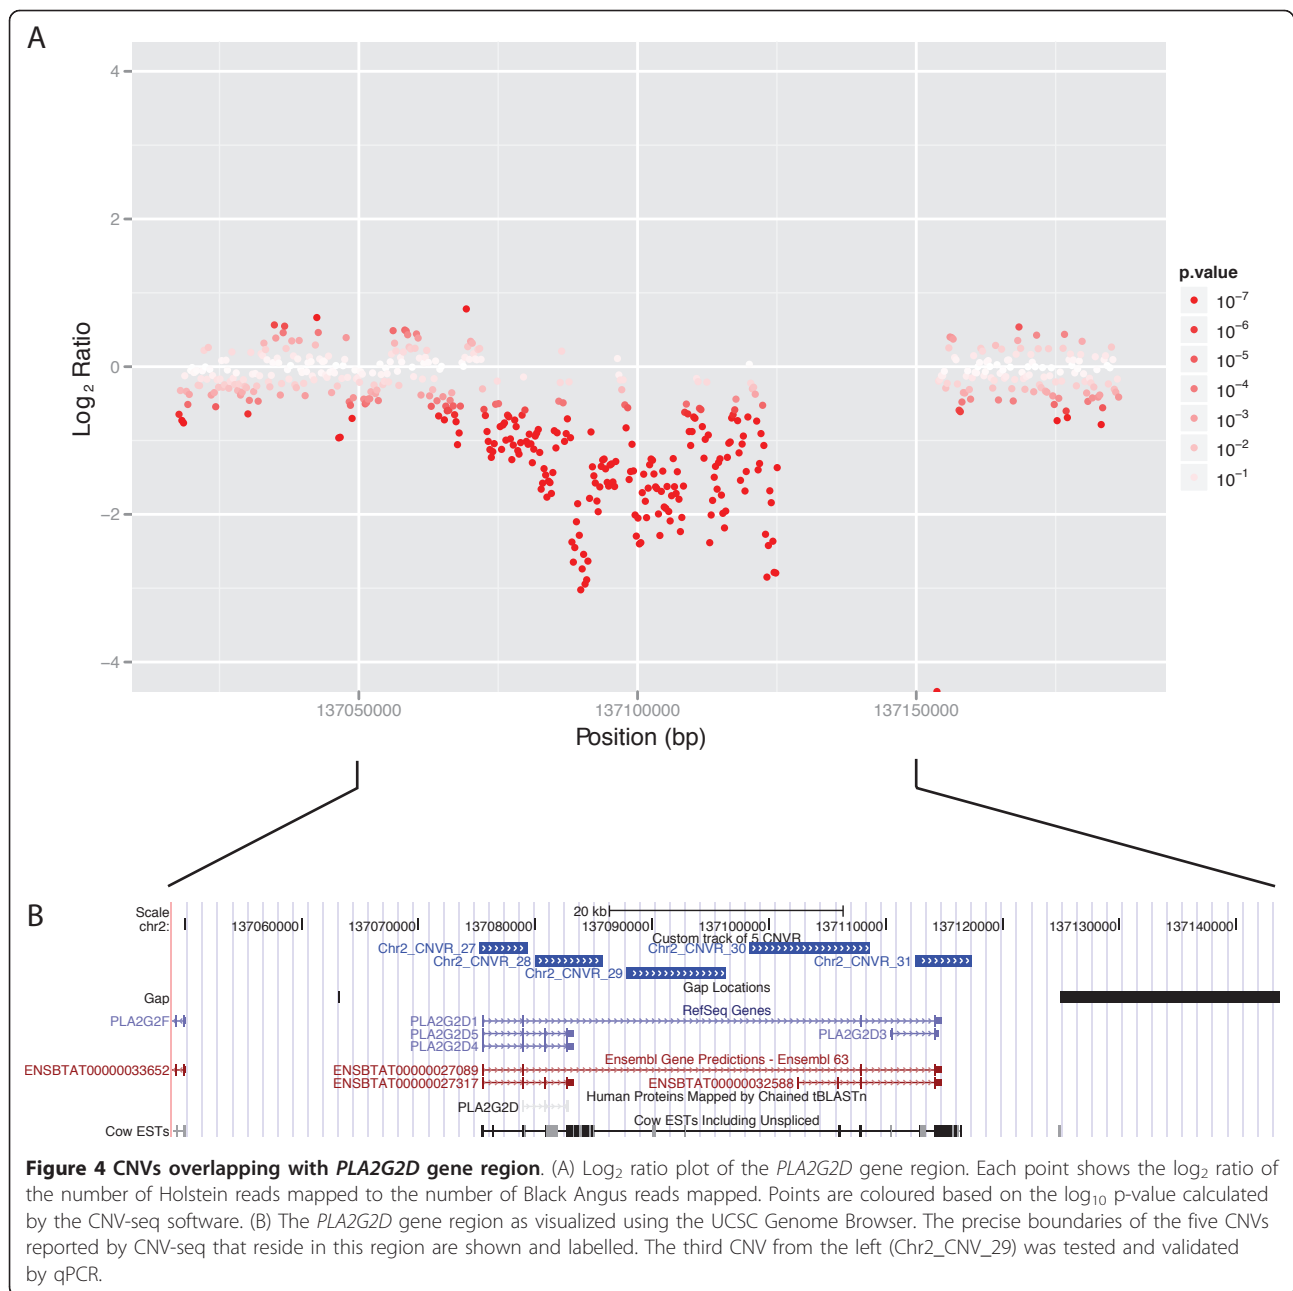 A
4
2
0
−2
−4
Log2 Ratio
137050000 137100000 137150000
Position (bp)
p.value
10−7
10−6
10−5
10−4
10−3
10−2
10−1
B
Scale 20 kb
chr2: 137060000 137070000 137080000 137090000 137100000 137110000 137120000 137130000 137140000
Custom track of 5 CNVR
Chr2_CNVR_27 Chr2_CNVR_30
Chr2_CNVR_28 Chr2_CNVR_31
Chr2_CNVR_29
Gap Locations
Gap
RefSeq Genes
PLA2G2F PLA2G2D1
PLA2G2D5 PLA2G2D3
PLA2G2D4
Ensembl Gene Predictions - Ensembl 63
ENSBTAT00000033652 ENSBTAT00000027089
ENSBTAT00000027317 ENSBTAT00000032588
Human Proteins Mapped by Chained tBLASTn
PLA2G2D
Cow ESTs Including Unspliced
Cow ESTs
Figure 4 CNVs overlapping with PLA2G2D gene region. (A) Log2 ratio plot of the PLA2G2D gene region. Each point shows the log2 ratio of
the number of Holstein reads mapped to the number of Black Angus reads mapped. Points are coloured based on the log10 p-value calculated
by the CNV-seq software. (B) The PLA2G2D gene region as visualized using the UCSC Genome Browser. The precise boundaries of the five CNVs
reported by CNV-seq that reside in this region are shown and labelled. The third CNV from the left (Chr2_CNV_29) was tested and validated
by qPCR.